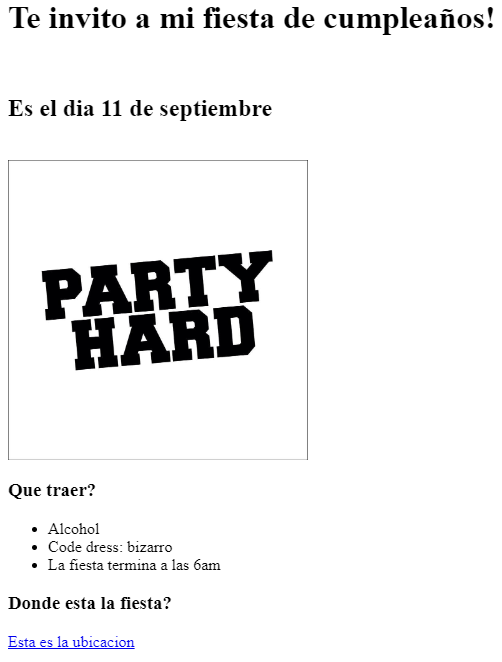 Te invito a mi fiesta de cumpleaños!
Es el dia 11 de septiembre
PARTY
HARD
Que traer?
Alcohol
Code dress: bizarro
La fiesta termina a las 6am
Donde esta la fiesta?
Esta es la ubicacion